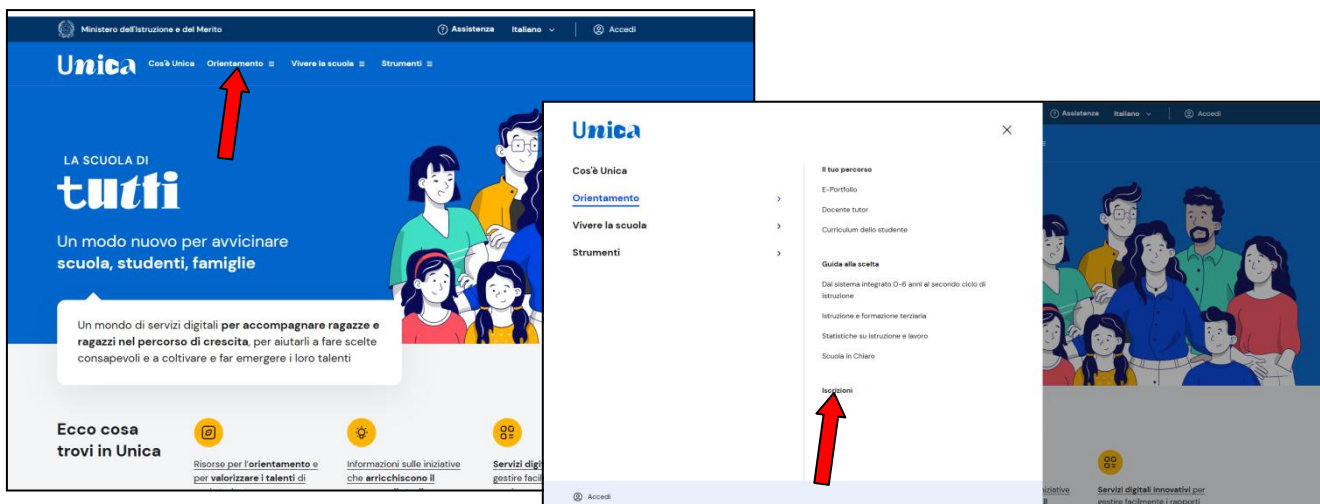 Ministero dell'Istruzione e del Merito
Assistenza Italiano Accedi
Unica Cos'è Unica Orientamento Vivere la scuola Strumenti
LA SCUOLA DI
tutti
Un modo nuovo per avvicinare
scuola, studenti, famiglie
Un mondo di servizi digitali per accompagnare ragazze e
ragazzi nel percorso di crescita, per aiutarli a fare scelte
consapevoli e a coltivare e far emergere i loro talenti
Ecco cosa
trovi in Unica
Risorse per l'orientamento e
per valorizzare i talenti di
Informazioni sulle iniziative
che arricchiscono il
Servizi digi
gestire facil
Unica
Cos'è Unica
Orientamento
Vivere la scuola
Strumenti
Il tuo percorso
E-Portfolio
Docente tutor
Curriculum dello studente
Guida alla scelta
Dal sistema integrato 0-6 anni al secondo ciclo di
istruzione
Istruzione e formazione terziaria
Statistiche su istruzione e lavoro
Scuola in Chiaro
Iscrizioni
Accedi
Assistenza Italiano Accedi
niziative
il
Servizi digitali innovativi per
gestire facilmente i rapporti